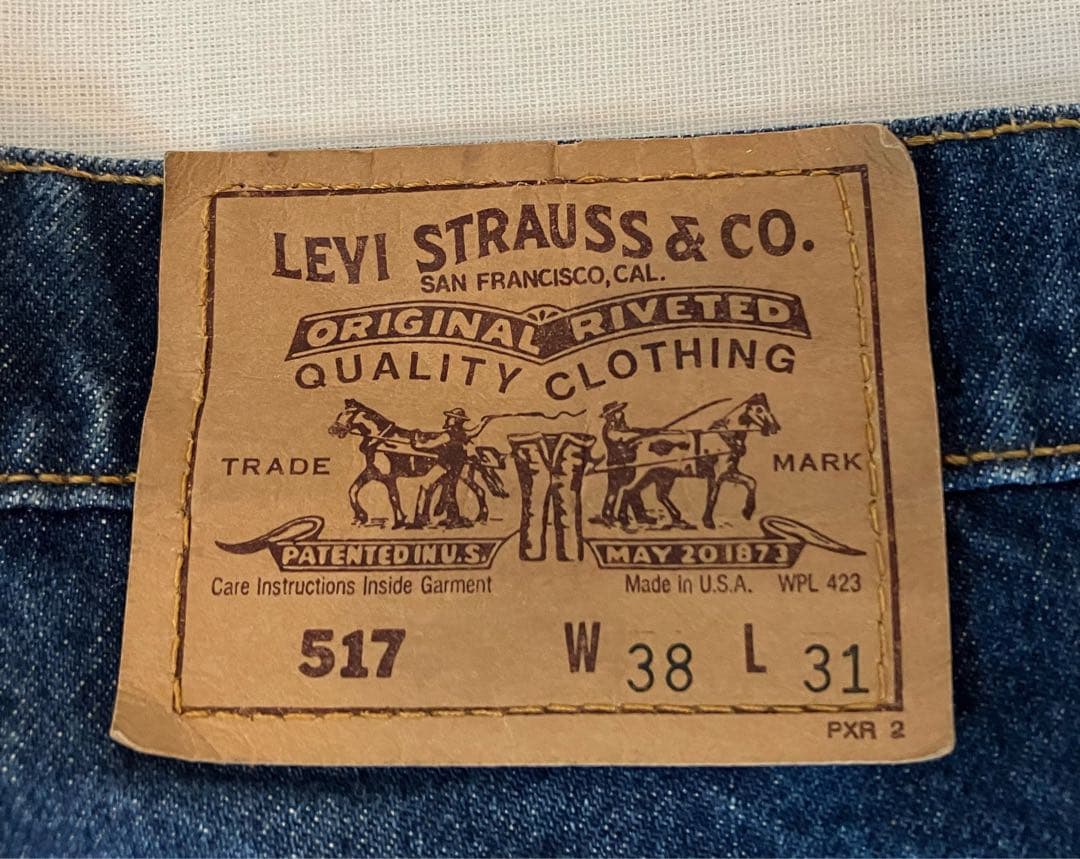 LEVI STRAUSS & CO.
SAN FRANCISCO, CAL.
ORIGINAL RIVETED
QUALITY CLOTHING
TRADE MARK
PATENTED IN U.S. MAY 20 1873
Care Instructions Inside Garment Made in U.S.A. WPL 423
517 W 38 L 31
PXR 2